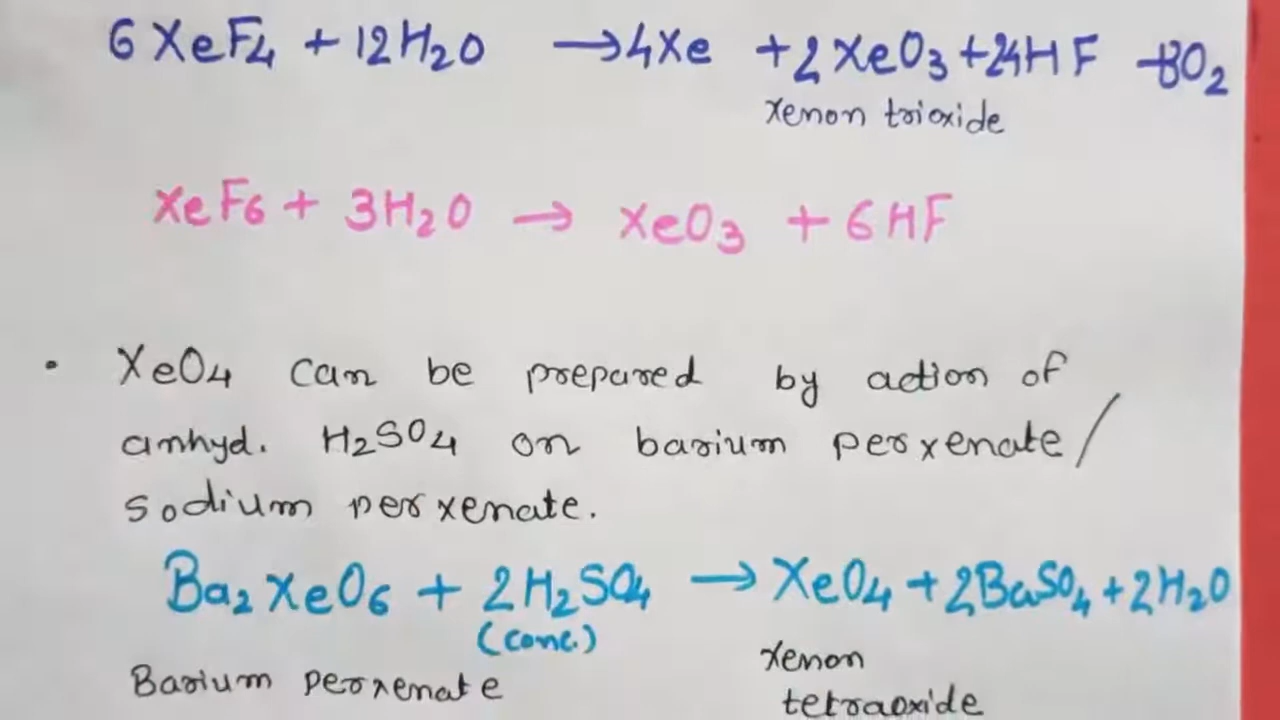 6XeF4 + 12H2O → 4Xe + 2XeO3 + 24HF + 3O2
xenon trioxide
XeF6 + 3H2O → XeO3 + 6HF
· XeO4 can be prepared by action of
anhyd. H2SO4 on barium perxenate/
sodium perxenate.
Ba2XeO6 + 2H2SO4 → XeO4 + 2BaSO4 + 2H2O
(conc.)
Barium perxenate
xenon
tetraoxide